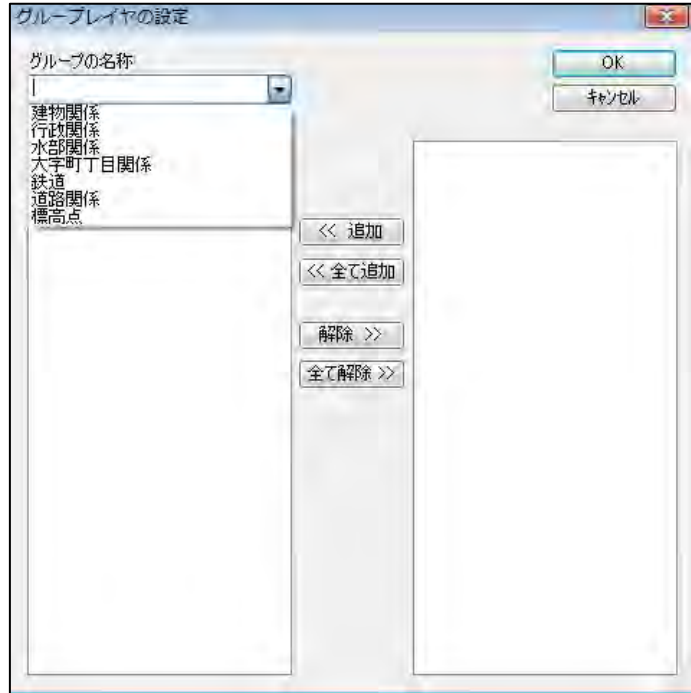 グループレイヤの設定
グループの名称
OK
キャンセル
建物関係
行政関係
水部関係
大字町丁目関係
鉄道
道路関係
標高点
<< 追加
<< 全て追加
解除 >>
全て解除 >>